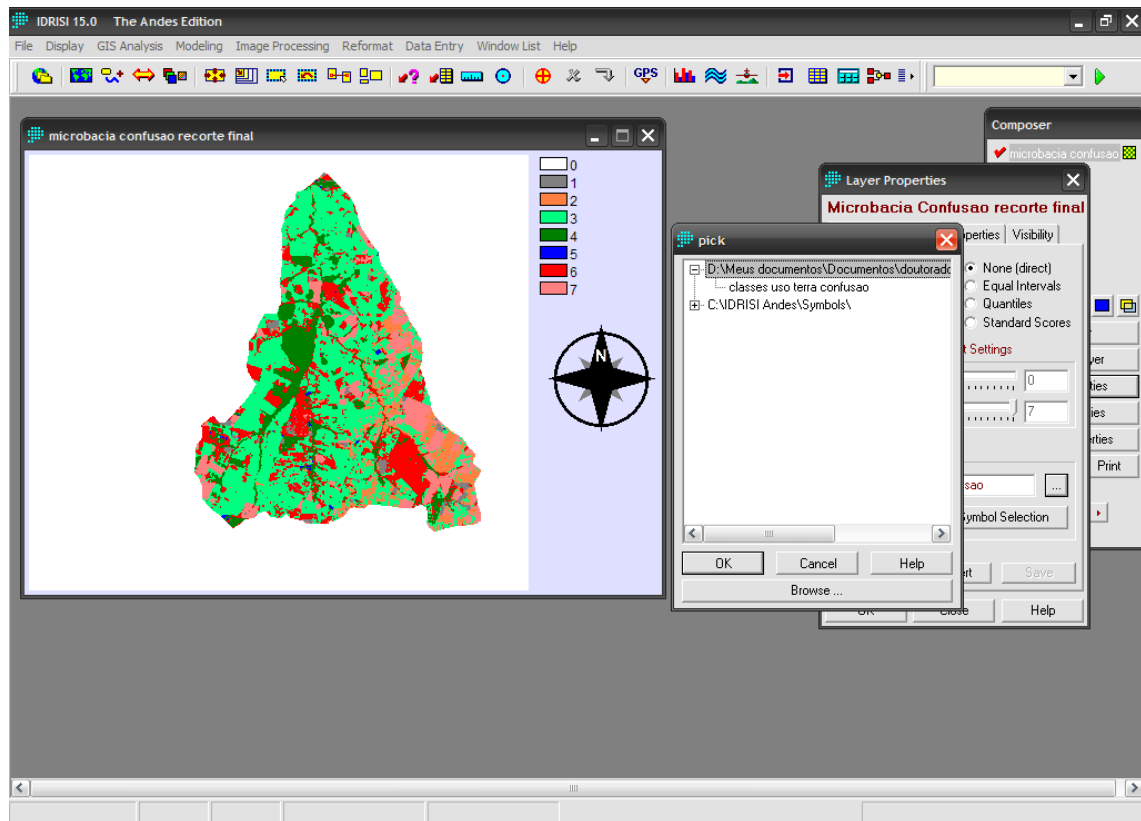 IDRISI 15.0 The Andes Edition
File Display GIS Analysis Modeling Image Processing Reformat Data Entry Window List Help
GPS
microbacia confusao recorte final
0
1
2
3
4
5
6
7
N
Composer
microbacia confusao
Layer Properties
Microbacia Confusao recorte final
Visibility
None (direct)
Equal Intervals
Quantiles
Standard Scores
Settings
0
7
Symbol Selection
Save
Close
Help
Print
pick
D:\Meus documentos\Documentos\doutorado
classes uso terra confusao
C:\IDRISI Andes\Symbols\
OK Cancel Help
Browse ...